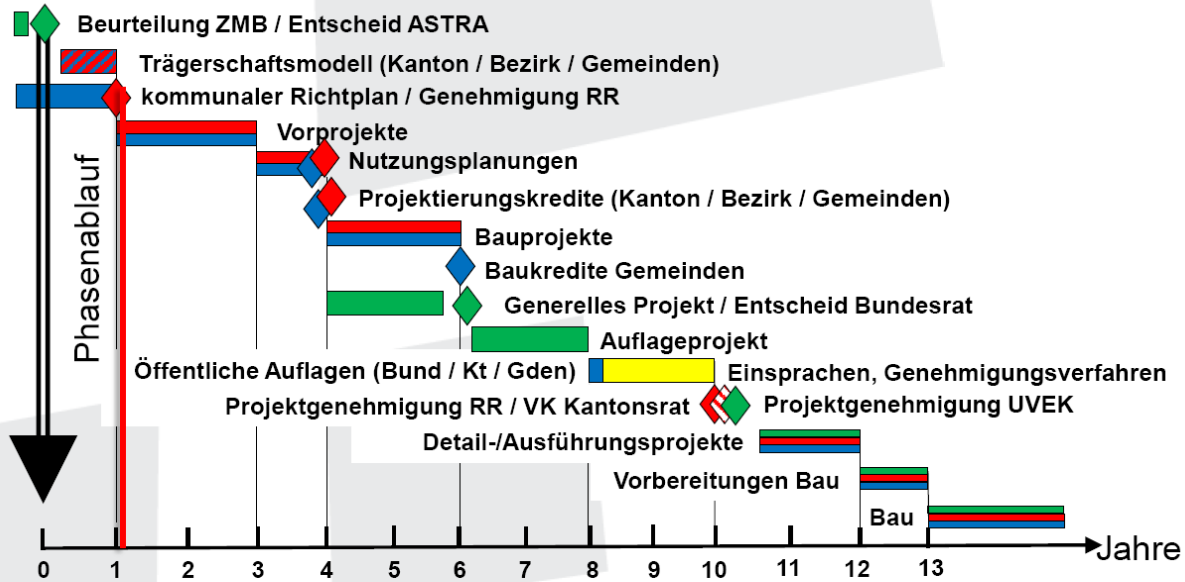 Beurteilung ZMB / Entscheid ASTRA
Trägerschaftsmodell (Kanton / Bezirk / Gemeinden)
kommunaler Richtplan / Genehmigung RR
Phasenablauf
Vorprojekte
Nutzungsplanungen
Projektierungskredite (Kanton / Bezirk / Gemeinden)
Bauprojekte
Baukredite Gemeinden
Generelles Projekt / Entscheid Bundesrat
Auflageprojekt
Öffentliche Auflagen (Bund / Kt / Gden)
Einsprachen, Genehmigungsverfahren
Projektgenehmigung RR / VK Kantonsrat
Projektgenehmigung UVEK
Detail-/Ausführungsprojekte
Vorbereitungen Bau
Bau
Jahre
0 1 2 3 4 5 6 7 8 9 10 11 12 13